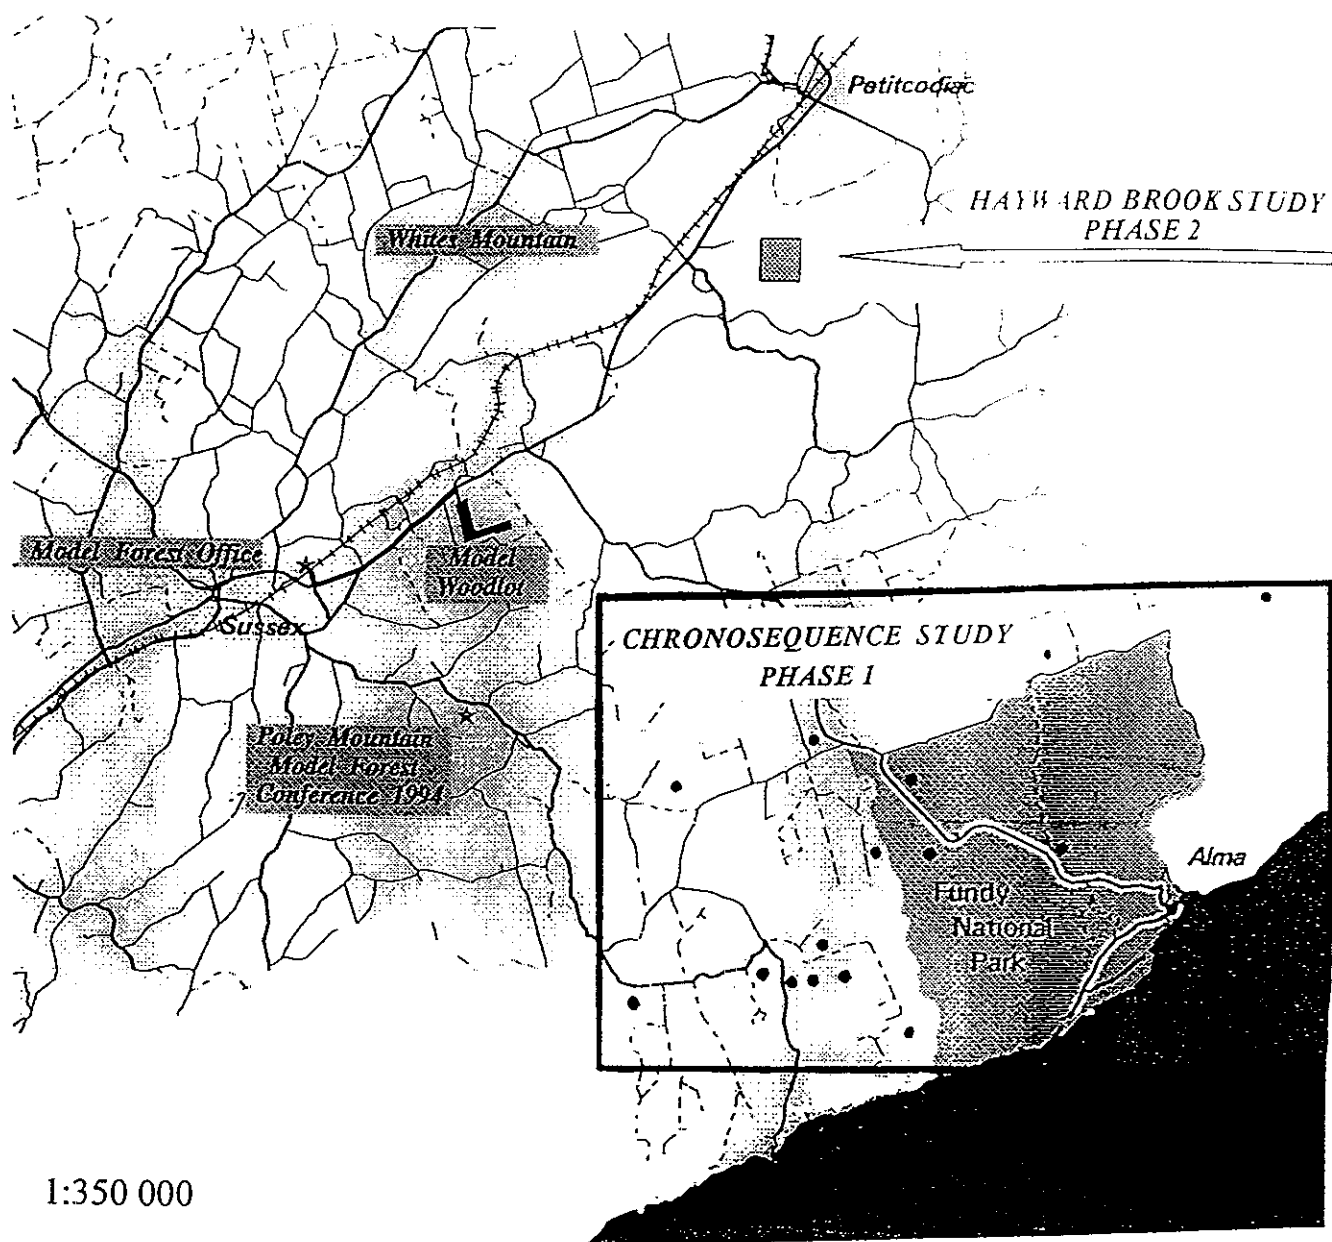 Petitcodiac
HAYWARD BROOK STUDY
PHASE 2
Whites Mountain
Model Forest Office
Model
Woodlot
Sussex
CHRONOSEQUENCE STUDY
PHASE 1
Poley Mountain
Model Forest
Conference 1994
Alma
Fundy
National
Park
1:350 000